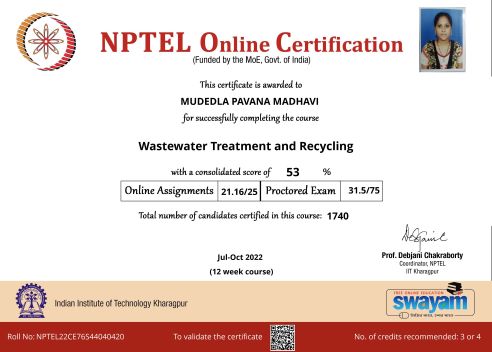 NPTEL Online Certification
(Funded by the MoE, Govt. of India)
This certificate is awarded to
MUDEDLA PAVANA MADHAVI
for successfully completing the course
Wastewater Treatment and Recycling
with a consolidated score of 53 %
Online Assignments 21.16/25 Proctored Exam 31.5/75
Total number of candidates certified in this course: 1740
Jul-Oct 2022
(12 week course)
Prof. Debjani Chakraborty
Coordinator, NPTEL
IIT Kharagpur
Indian Institute of Technology Kharagpur
FREE ONLINE EDUCATION
swayam
शिक्षित भारत, उन्नत भारत
Roll No: NPTEL22CE76S44040420
To validate the certificate
No. of credits recommended: 3 or 4